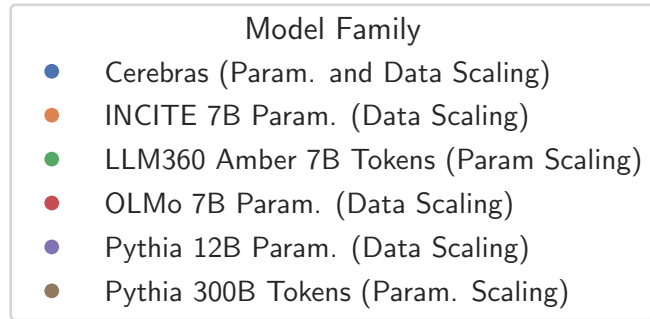 Model Family
Cerebras (Param. and Data Scaling)
INCITE 7B Param. (Data Scaling)
LLM360 Amber 7B Tokens (Param Scaling)
OLMo 7B Param. (Data Scaling)
Pythia 12B Param. (Data Scaling)
Pythia 300B Tokens (Param. Scaling)